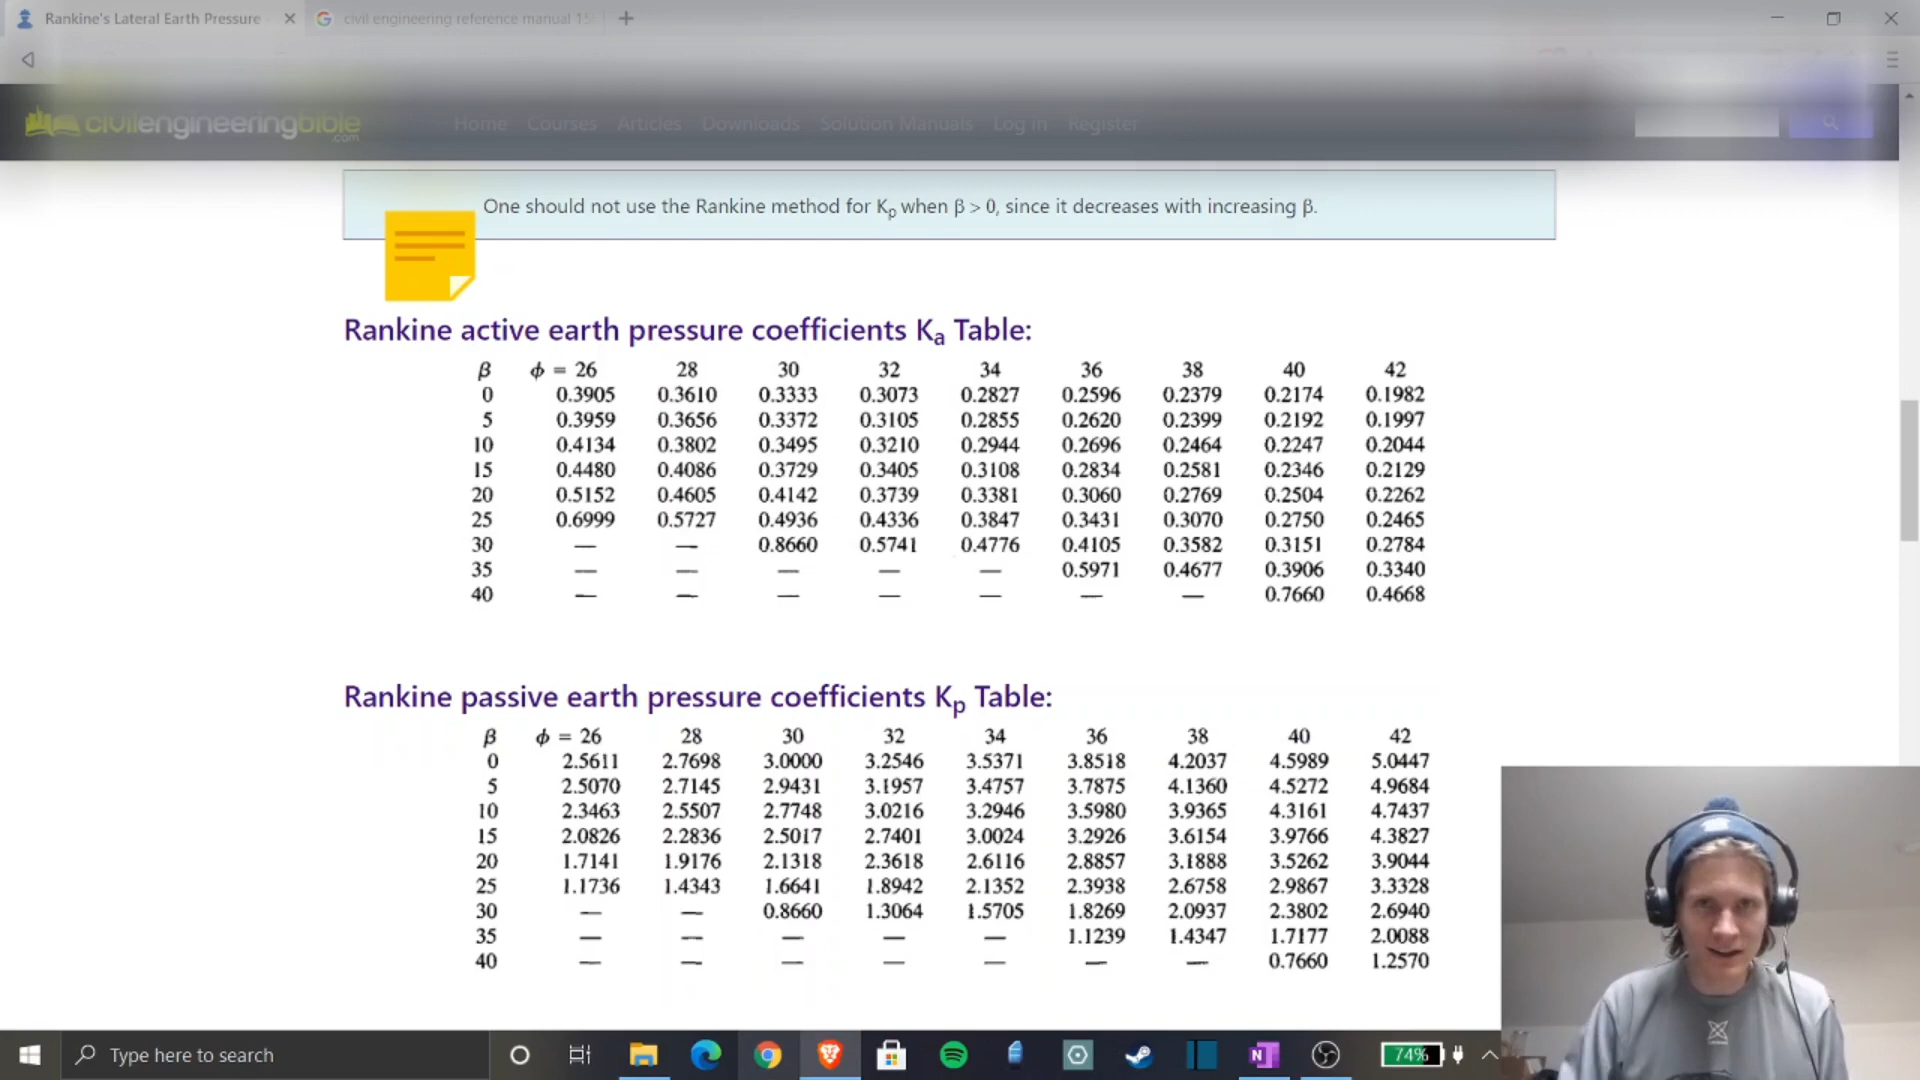 Rankine's Lateral Earth Pressure
civil engineering reference manual 15
civilengineeringbible
.com
Home Courses Articles Downloads Solution Manuals Log in Register
One should not use the Rankine method for Kp when β > 0, since it decreases with increasing β.
Rankine active earth pressure coefficients Ka Table:
β ϕ = 26 28 30 32 34 36 38 40 42
0 0.3905 0.3610 0.3333 0.3073 0.2827 0.2596 0.2379 0.2174 0.1982
5 0.3959 0.3656 0.3372 0.3105 0.2855 0.2620 0.2399 0.2192 0.1997
10 0.4134 0.3802 0.3495 0.3210 0.2944 0.2696 0.2464 0.2247 0.2044
15 0.4480 0.4086 0.3729 0.3405 0.3108 0.2834 0.2581 0.2346 0.2129
20 0.5152 0.4605 0.4142 0.3739 0.3381 0.3060 0.2769 0.2504 0.2262
25 0.6999 0.5727 0.4936 0.4336 0.3847 0.3431 0.3070 0.2750 0.2465
30 — — 0.8660 0.5741 0.4776 0.4105 0.3582 0.3151 0.2784
35 — — — — — 0.5971 0.4677 0.3906 0.3340
40 — — — — — — — 0.7660 0.4668
Rankine passive earth pressure coefficients Kp Table:
β ϕ = 26 28 30 32 34 36 38 40 42
0 2.5611 2.7698 3.0000 3.2546 3.5371 3.8518 4.2037 4.5989 5.0447
5 2.5070 2.7145 2.9431 3.1957 3.4757 3.7875 4.1360 4.5272 4.9684
10 2.3463 2.5507 2.7748 3.0216 3.2946 3.5980 3.9365 4.3161 4.7437
15 2.0826 2.2836 2.5017 2.7401 3.0024 3.2926 3.6154 3.9766 4.3827
20 1.7141 1.9176 2.1318 2.3618 2.6116 2.8857 3.1888 3.5262 3.9044
25 1.1736 1.4343 1.6641 1.8942 2.1352 2.3938 2.6758 2.9867 3.3328
30 — — 0.8660 1.3064 1.5705 1.8269 2.0937 2.3802 2.6940
35 — — — — — 1.1239 1.4347 1.7177 2.0088
40 — — — — — — — 0.7660 1.2570
Type here to search
74%